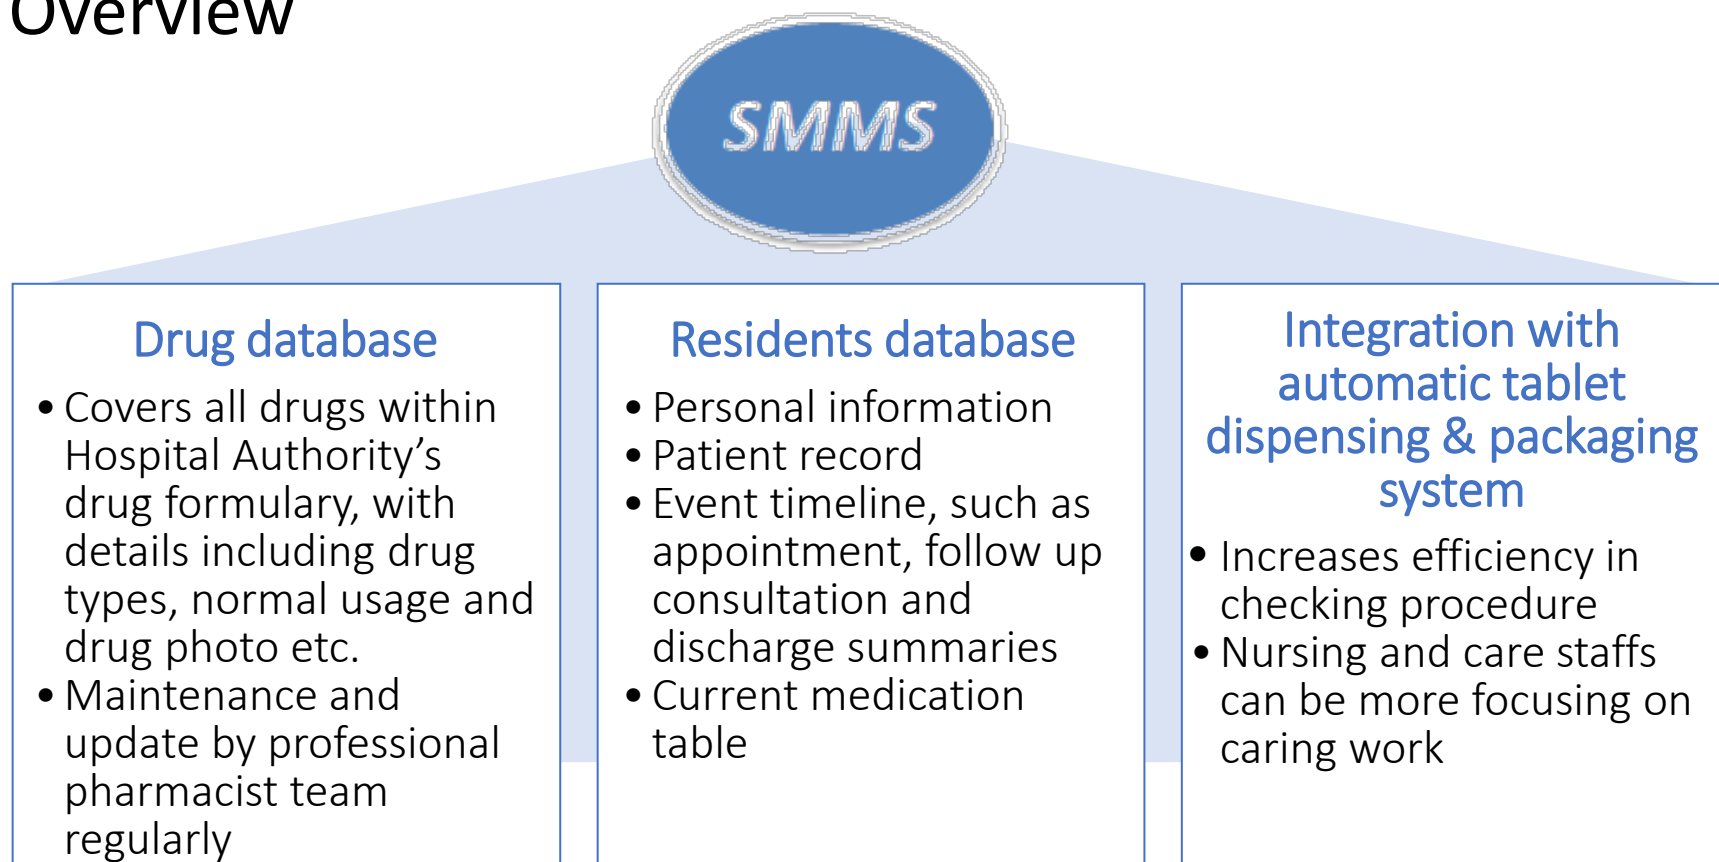 Overview
SMMS
Drug database
• Covers all drugs within
Hospital Authority’s
drug formulary, with
details including drug
types, normal usage and
drug photo etc.
• Maintenance and
update by professional
pharmacist team
regularly
Residents database
• Personal information
• Patient record
• Event timeline, such as
appointment, follow up
consultation and
discharge summaries
• Current medication
table
Integration with
automatic tablet
dispensing & packaging
system
• Increases efficiency in
checking procedure
• Nursing and care staffs
can be more focusing on
caring work